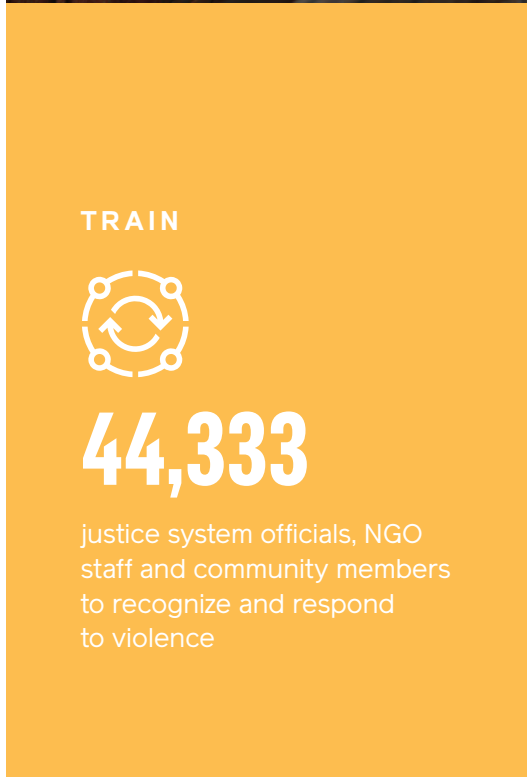 TRAIN
44,333
justice system officials, NGO
staff and community members
to recognize and respond
to violence